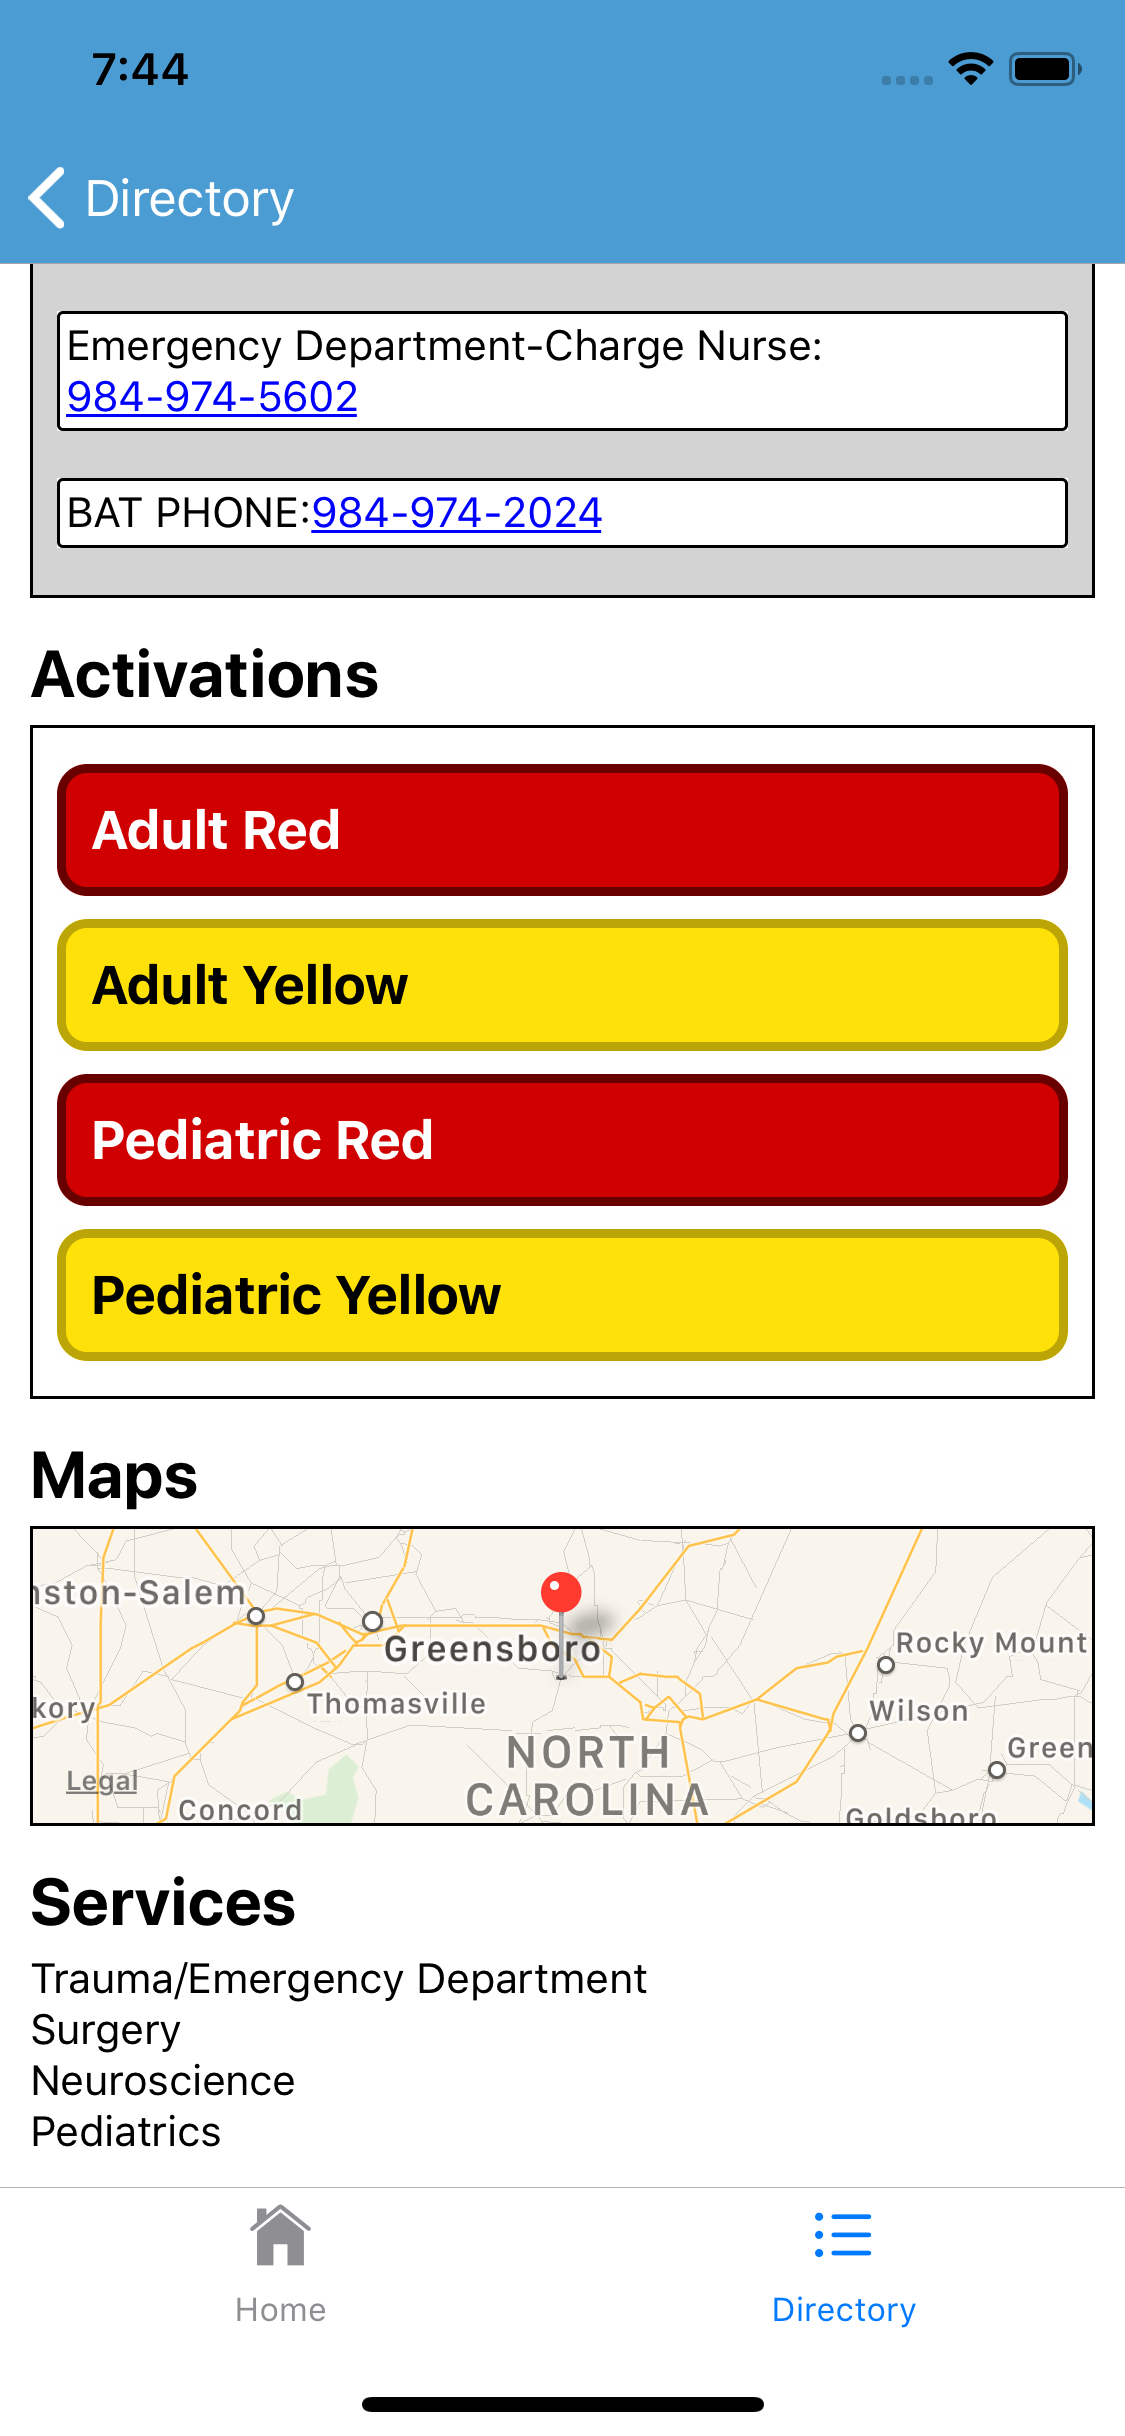 7:44
Directory
Emergency Department-Charge Nurse:
984-974-5602
BAT PHONE:984-974-2024
Activations
Adult Red
Adult Yellow
Pediatric Red
Pediatric Yellow
Maps
nston-Salem
Greensboro
Rocky Mount
Thomasville
kory
Wilson
NORTH
CAROLINA
Green
Legal
Concord
Goldsboro
Services
Trauma/Emergency Department
Surgery
Neuroscience
Pediatrics
Home
Directory